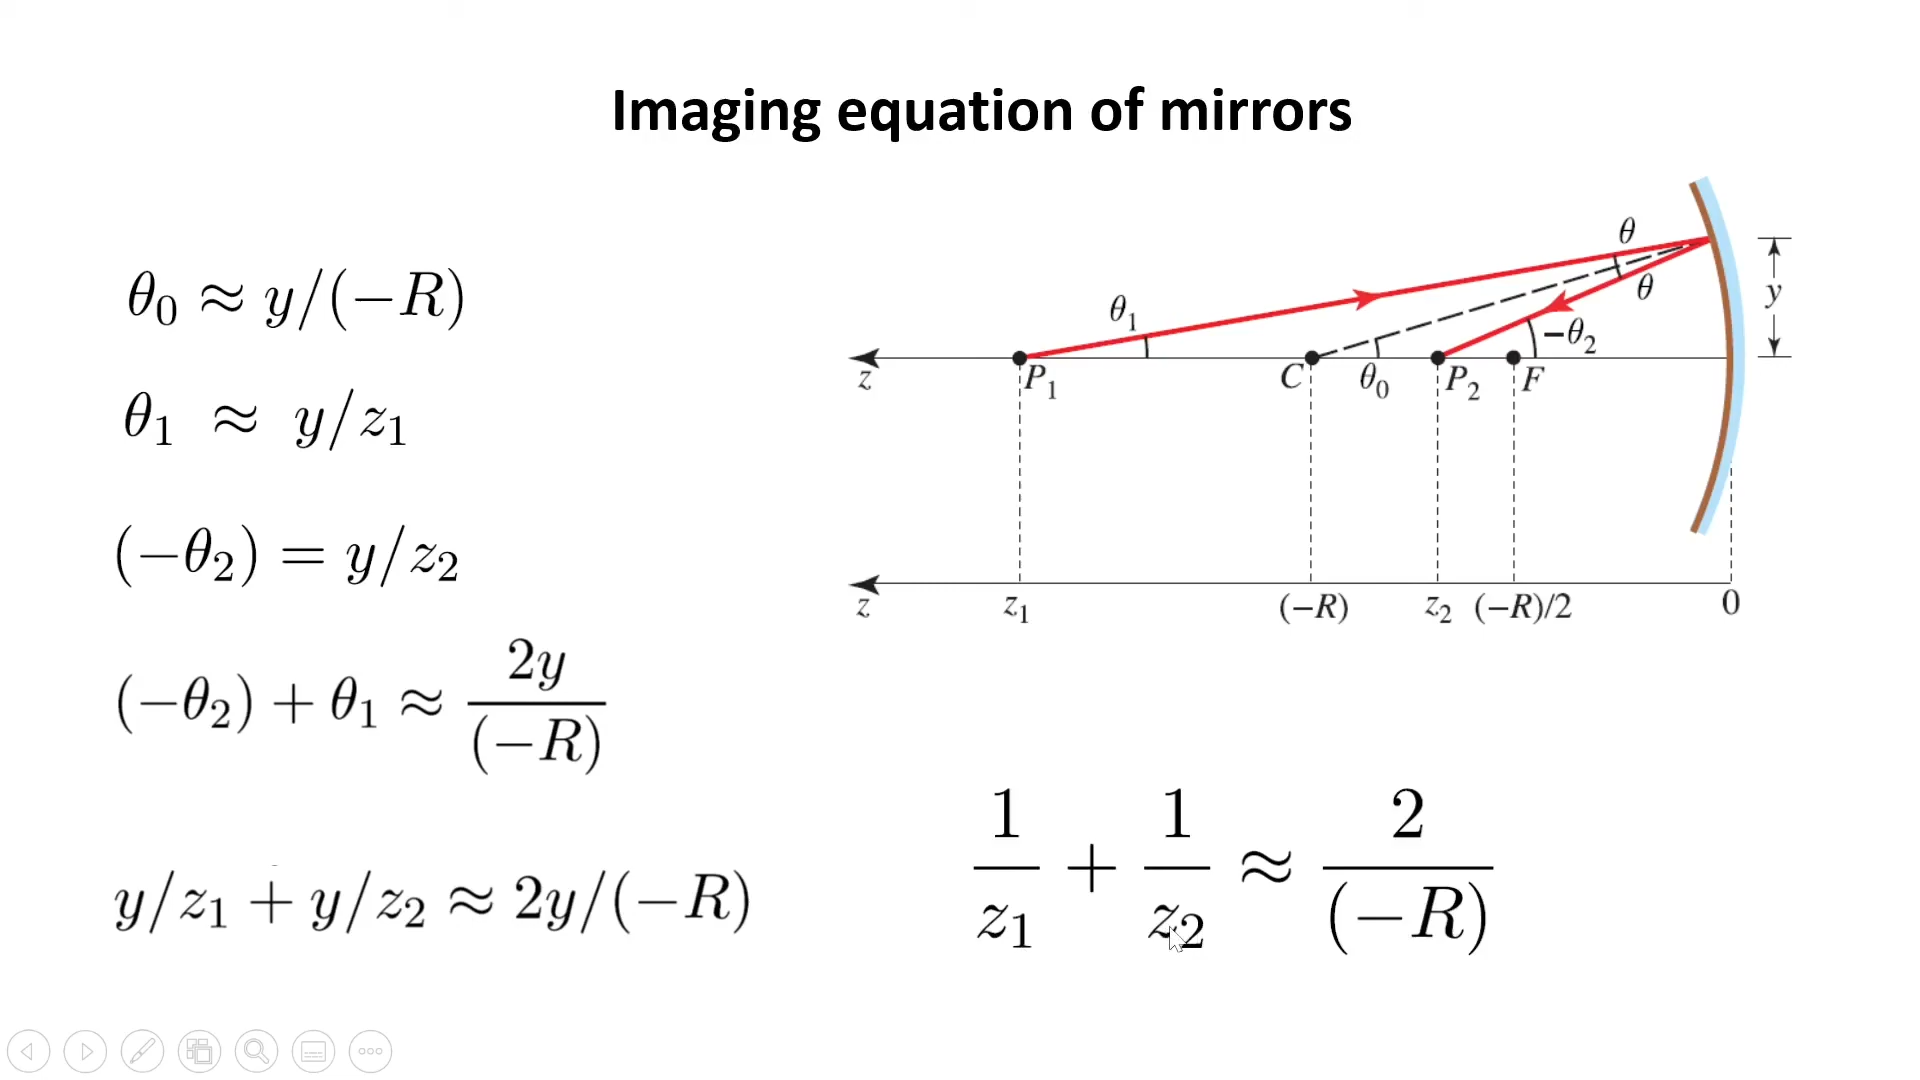 Imaging equation of mirrors
θ₀ ≈ y/(−R)
θ₁ ≈ y/z₁
(−θ₂) = y/z₂
(−θ₂) + θ₁ ≈ 2y/(−R)
y/z₁ + y/z₂ ≈ 2y/(−R)
θ
θ
y
θ₁
−θ₂
z
P₁
C
θ₀
P₂
F
z
z₁
(−R)
z₂
(−R)/2
0
1/z₁ + 1/z₂ ≈ 2/(−R)